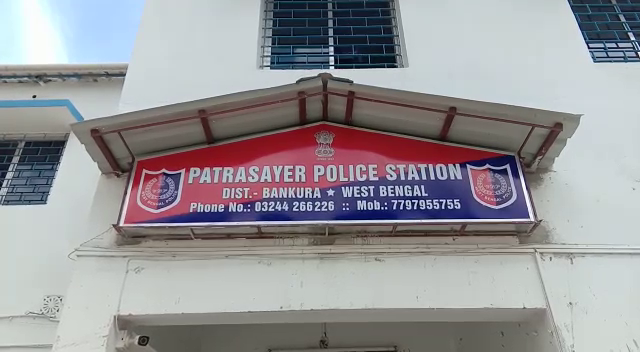 PATRASAYER POLICE STATION
DIST.- BANKURA ★ WEST BENGAL
Phone No.: 03244 266226 :: Mob.: 7797955755